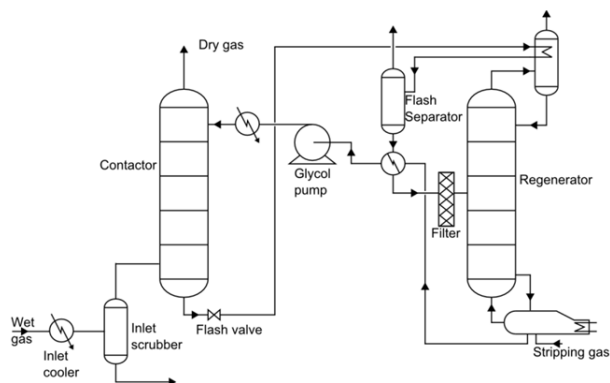 Dry gas
Flash
Separator
Contactor
Glycol
pump
Regenerator
Filter
Wet
gas
Inlet
cooler
Inlet
scrubber
Flash valve
Stripping gas